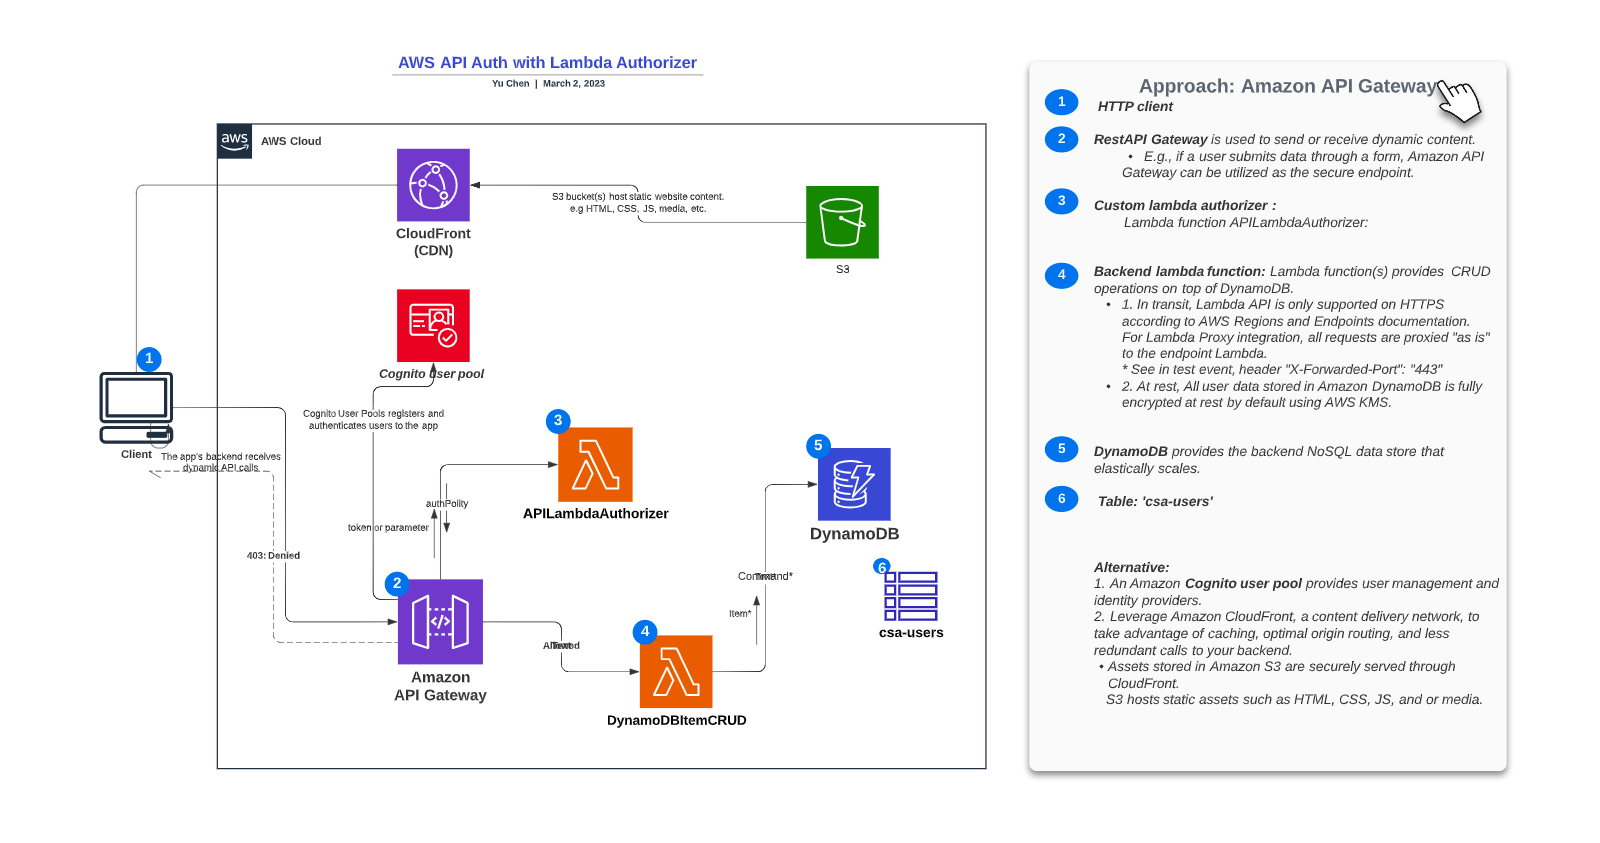 AWS API Auth with Lambda Authorizer
Yu Chen | March 2, 2023
aws
AWS Cloud
CloudFront
(CDN)
S3 bucket(s) host static website content.
e.g HTML, CSS, JS, media, etc.
S3
Cognito user pool
1
Client
The app's backend receives
dynamic API calls
Cognito User Pools registers and
authenticates users to the app
3
APILambdaAuthorizer
authPolity
token or parameter
403: Denied
2
Amazon
API Gateway
4
DynamoDBItemCRUD
5
DynamoDB
Item*
6
csa-users
Approach: Amazon API Gateway
1 HTTP client
2 RestAPI Gateway is used to send or receive dynamic content.
• E.g., if a user submits data through a form, Amazon API
Gateway can be utilized as the secure endpoint.
3 Custom lambda authorizer :
Lambda function APILambdaAuthorizer:
4 Backend lambda function: Lambda function(s) provides CRUD
operations on top of DynamoDB.
• 1. In transit, Lambda API is only supported on HTTPS
according to AWS Regions and Endpoints documentation.
For Lambda Proxy integration, all requests are proxied "as is"
to the endpoint Lambda.
* See in test event, header "X-Forwarded-Port": "443"
• 2. At rest, All user data stored in Amazon DynamoDB is fully
encrypted at rest by default using AWS KMS.
5 DynamoDB provides the backend NoSQL data store that
elastically scales.
6 Table: 'csa-users'
Alternative:
1. An Amazon Cognito user pool provides user management and
identity providers.
2. Leverage Amazon CloudFront, a content delivery network, to
take advantage of caching, optimal origin routing, and less
redundant calls to your backend.
• Assets stored in Amazon S3 are securely served through
CloudFront.
S3 hosts static assets such as HTML, CSS, JS, and or media.